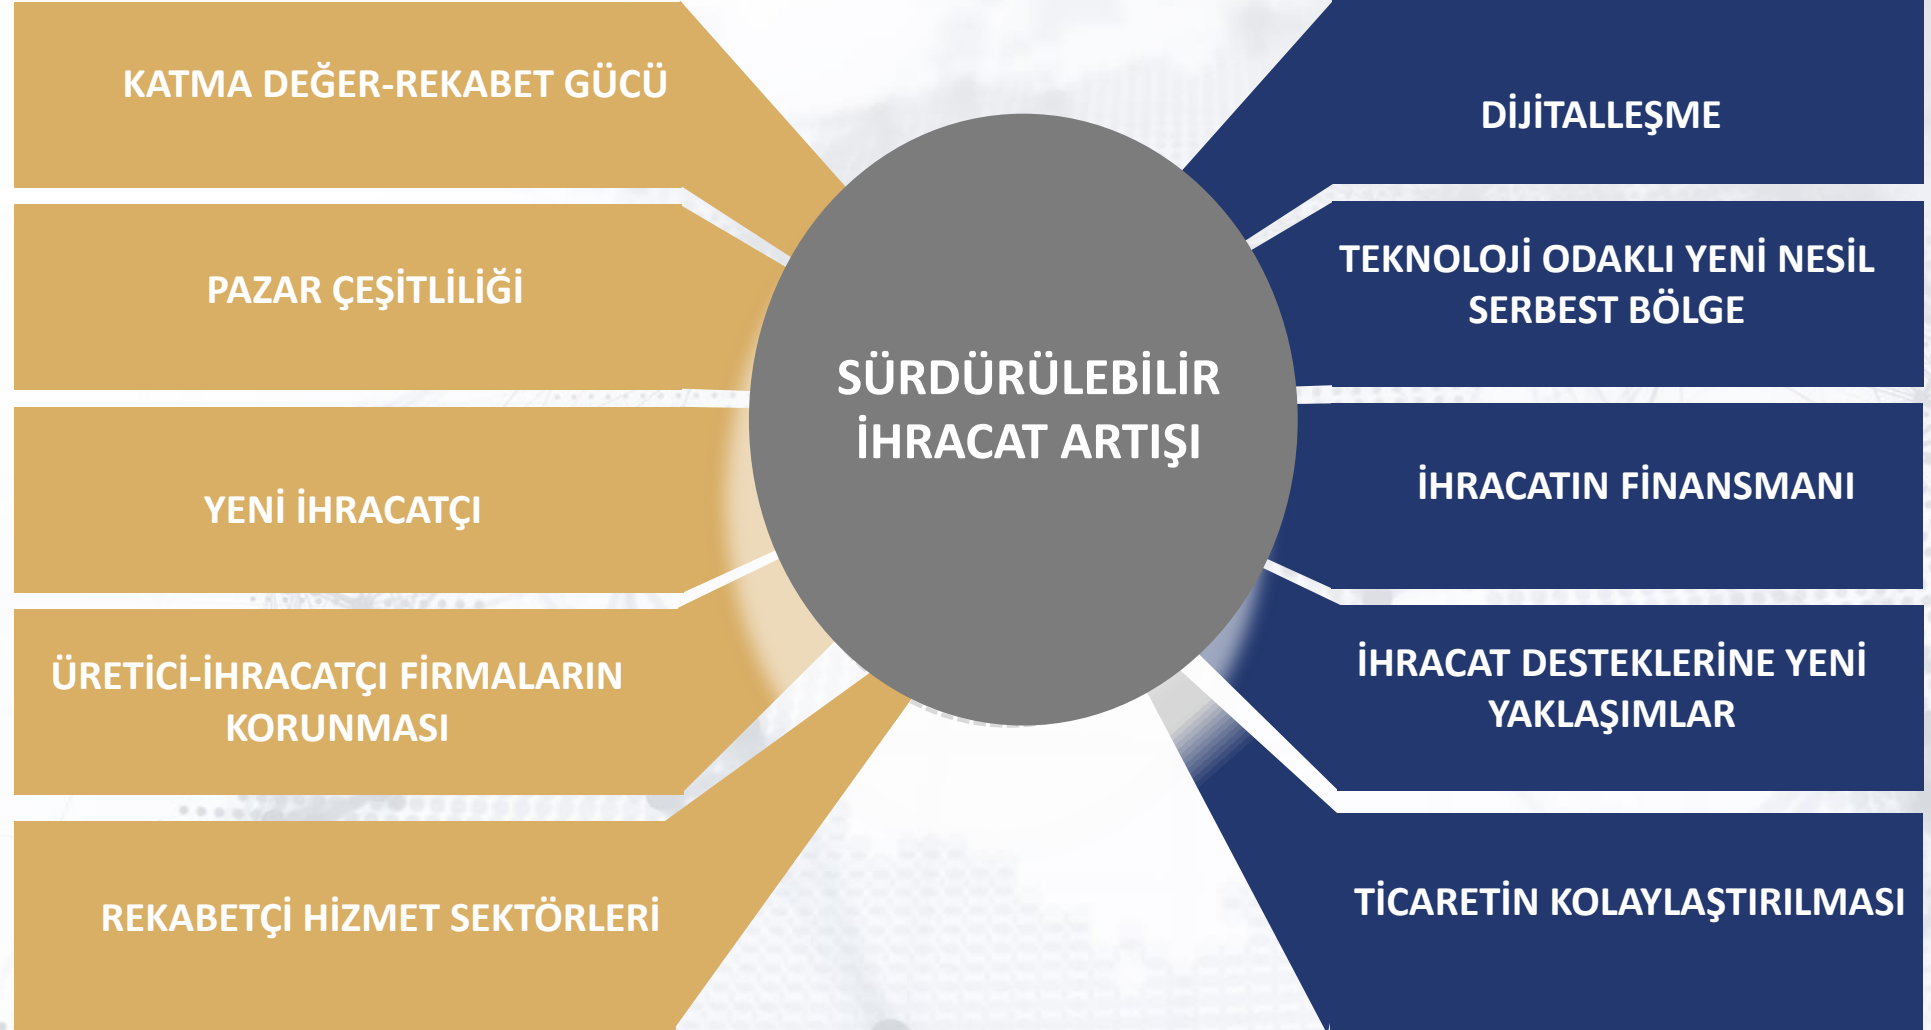 KATMA DEĞER-REKABET GÜCÜ
PAZAR ÇEŞİTLİLİĞİ
YENİ İHRACATÇI
ÜRETİCİ-İHRACATÇI FİRMALARIN
KORUNMASI
REKABETÇİ HİZMET SEKTÖRLERİ
SÜRDÜRÜLEBİLİR
İHRACAT ARTIŞI
DİJİTALLEŞME
TEKNOLOJİ ODAKLI YENİ NESİL
SERBEST BÖLGE
İHRACATIN FİNANSMANI
İHRACAT DESTEKLERİNE YENİ
YAKLAŞIMLAR
TİCARETİN KOLAYLAŞTIRILMASI